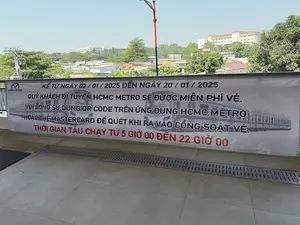 KỂ TỪ NGÀY 02 / 01 / 2025 ĐẾN NGÀY 20 / 01 / 2025
QUÝ KHÁCH ĐI TUYẾN HCMC METRO SẼ ĐƯỢC MIỄN PHÍ VÉ.
VUI LÒNG SỬ DỤNG QR CODE TRÊN ỨNG DỤNG HCMC METRO
HOẶC THẺ MASTERCARD ĐỂ QUÉT KHI RA VÀO CỔNG SOÁT VÉ.
THỜI GIAN TÀU CHẠY TỪ 5 GIỜ 00 ĐẾN 22 GIỜ 00